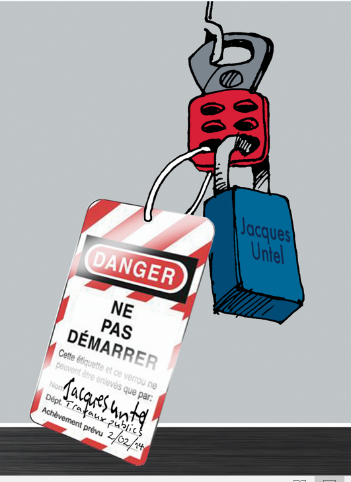 Jacques
Untel
DANGER
NE
PAS
DÉMARRER
Cette étiquette et ce verrou ne
peuvent être enlevés que par:
Nom: Jacques Untel
Dépt. Travaux publics
Achèvement prévu 2/02/14